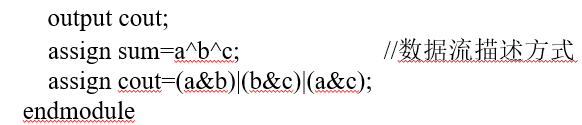 output cout;
assign sum=a^b^c; //数据流描述方式
assign cout=(a&b)|(b&c)|(a&c);
endmodule